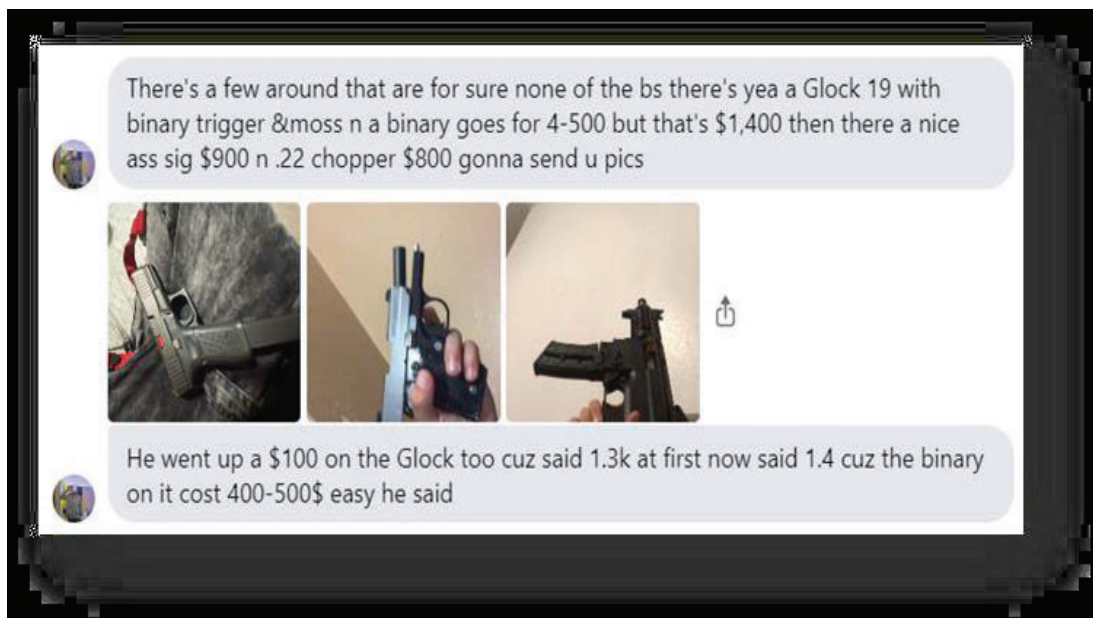 There's a few around that are for sure none of the bs there's yea a Glock 19 with
binary trigger &moss n a binary goes for 4-500 but that's $1,400 then there a nice
ass sig $900 n .22 chopper $800 gonna send u pics
He went up a $100 on the Glock too cuz said 1.3k at first now said 1.4 cuz the binary
on it cost 400-500$ easy he said